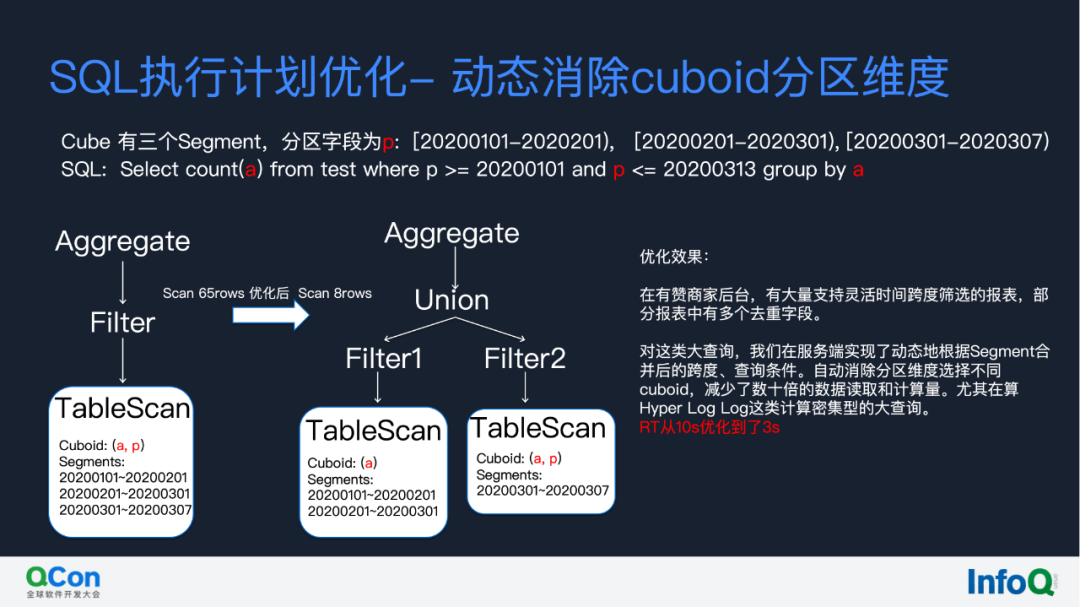 SQL执行计划优化- 动态消除cuboid分区维度
Cube 有三个Segment，分区字段为p：[20200101-2020201)， [20200201-2020301), [20200301-2020307)
SQL：Select count(a) from test where p >= 20200101 and p <= 20200313 group by a
Aggregate
Filter
TableScan
Cuboid: (a, p)
Segments:
20200101~20200201
20200201~20200301
20200301~20200307
Scan 65rows 优化后 Scan 8rows
Aggregate
Union
Filter1
Filter2
TableScan
Cuboid: (a)
Segments:
20200101~20200201
20200201~20200301
TableScan
Cuboid: (a, p)
Segments:
20200301~20200307
优化效果：
在有赞商家后台，有大量支持灵活时间跨度筛选的报表，部
分报表中有多个去重字段。
对这类大查询，我们在服务端实现了动态地根据Segment合
并后的跨度、查询条件。自动消除分区维度选择不同
cuboid，减少了数十倍的数据读取和计算量。尤其在算
Hyper Log Log这类计算密集型的大查询。
RT从10s优化到了3s
QCon
全球软件开发大会
InfoQ